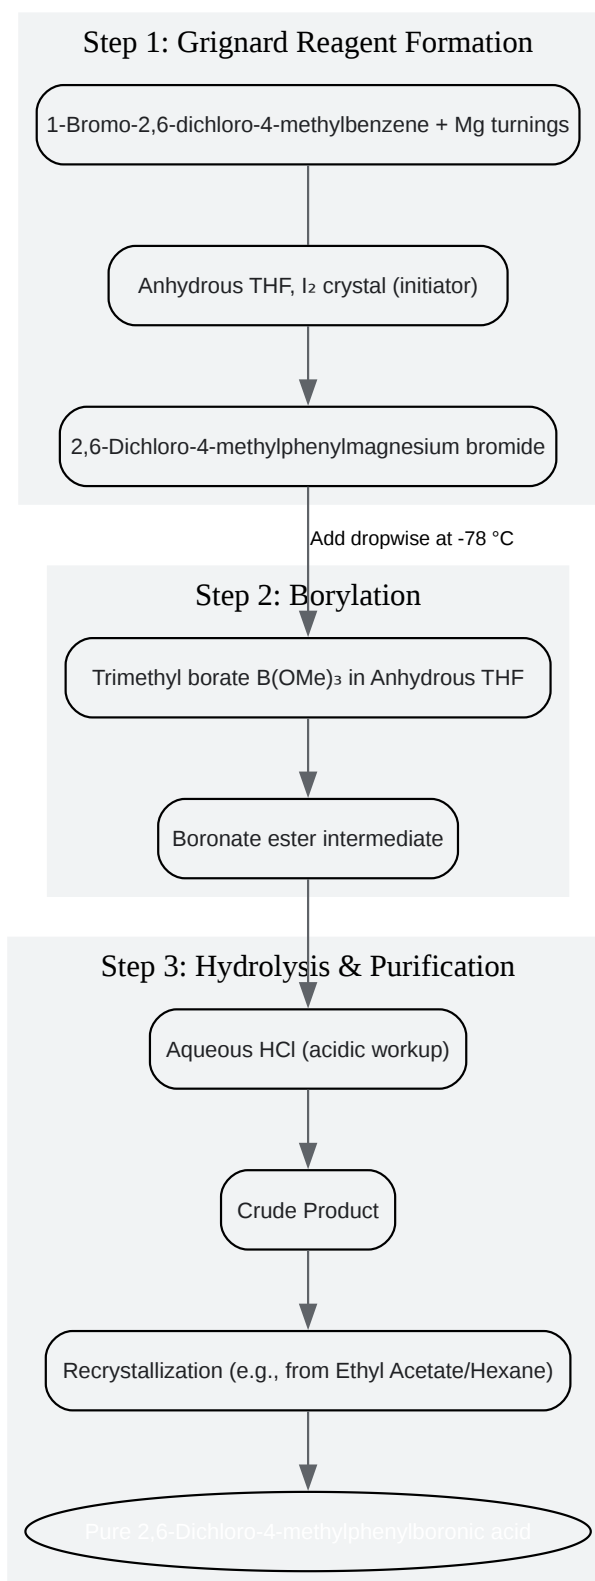 Step 1: Grignard Reagent Formation
1-Bromo-2,6-dichloro-4-methylbenzene + Mg turnings
Anhydrous THF, I₂ crystal (initiator)
2,6-Dichloro-4-methylphenylmagnesium bromide
Add dropwise at -78 °C
Step 2: Borylation
Trimethyl borate B(OMe)₃ in Anhydrous THF
Boronate ester intermediate
Step 3: Hydrolysis & Purification
Aqueous HCl (acidic workup)
Crude Product
Recrystallization (e.g., from Ethyl Acetate/Hexane)
Pure 2,6-Dichloro-4-methylphenylboronic acid